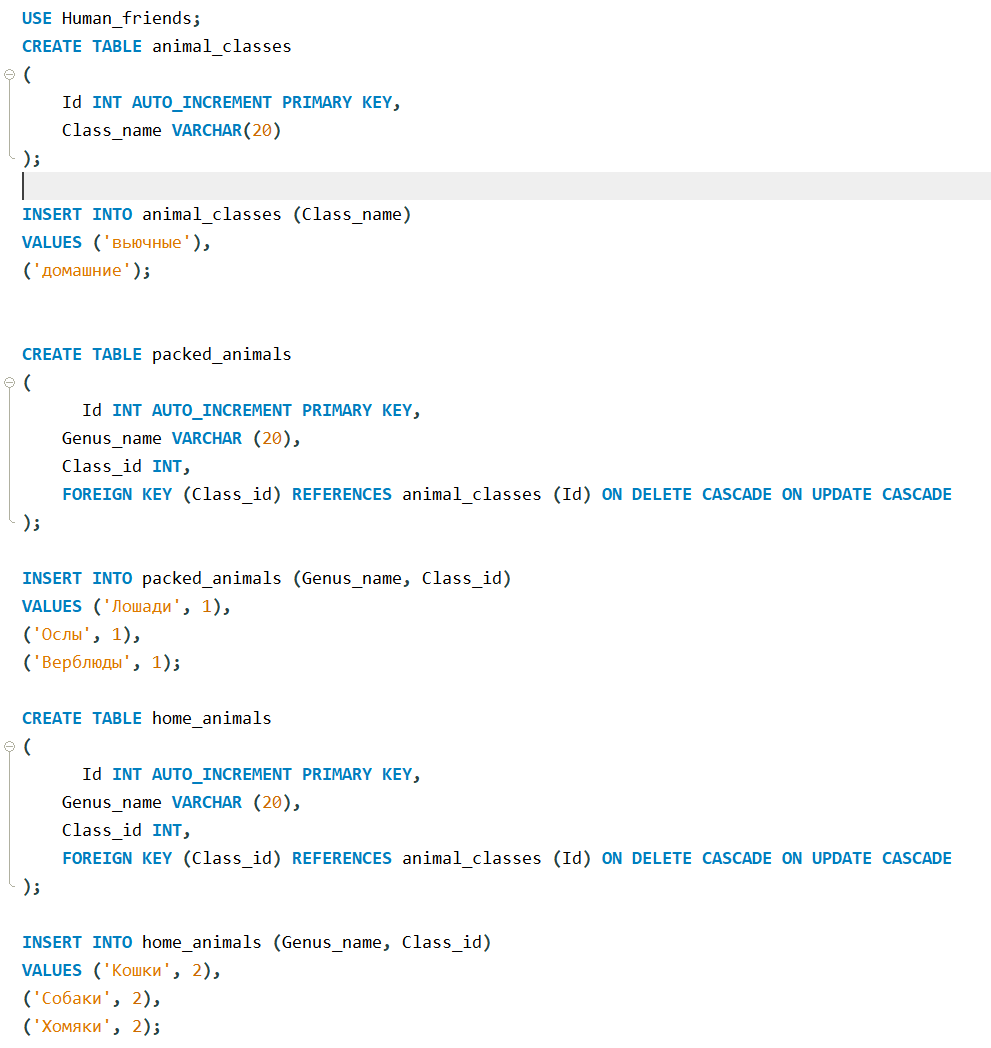 USE Human_friends;
CREATE TABLE animal_classes
(
Id INT AUTO_INCREMENT PRIMARY KEY,
Class_name VARCHAR(20)
);
INSERT INTO animal_classes (Class_name)
VALUES ('вьючные'),
('домашние');
CREATE TABLE packed_animals
(
Id INT AUTO_INCREMENT PRIMARY KEY,
Genus_name VARCHAR (20),
Class_id INT,
FOREIGN KEY (Class_id) REFERENCES animal_classes (Id) ON DELETE CASCADE ON UPDATE CASCADE
);
INSERT INTO packed_animals (Genus_name, Class_id)
VALUES ('Лошади', 1),
('Ослы', 1),
('Верблюды', 1);
CREATE TABLE home_animals
(
Id INT AUTO_INCREMENT PRIMARY KEY,
Genus_name VARCHAR (20),
Class_id INT,
FOREIGN KEY (Class_id) REFERENCES animal_classes (Id) ON DELETE CASCADE ON UPDATE CASCADE
);
INSERT INTO home_animals (Genus_name, Class_id)
VALUES ('Кошки', 2),
('Собаки', 2),
('Хомяки', 2);